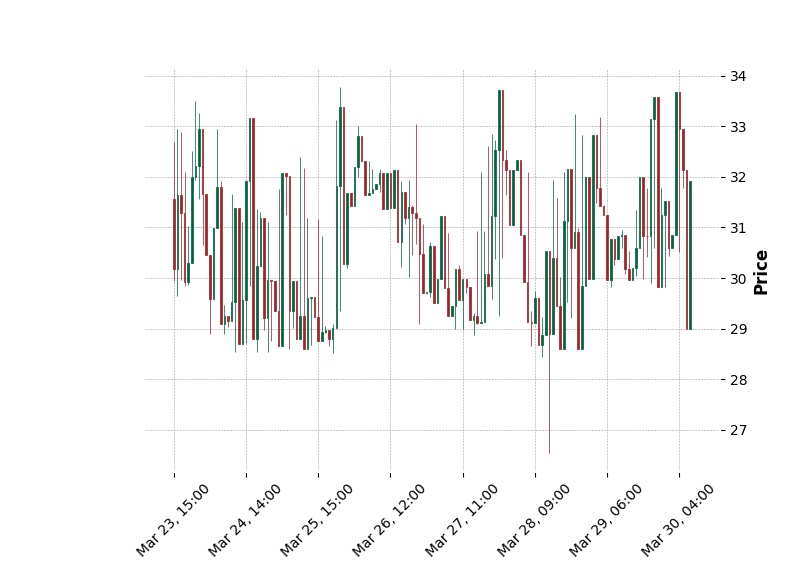 34
33
32
31
30
29
28
27
Price
Mar 23, 15:00
Mar 24, 14:00
Mar 25, 15:00
Mar 26, 12:00
Mar 27, 11:00
Mar 28, 09:00
Mar 29, 06:00
Mar 30, 04:00